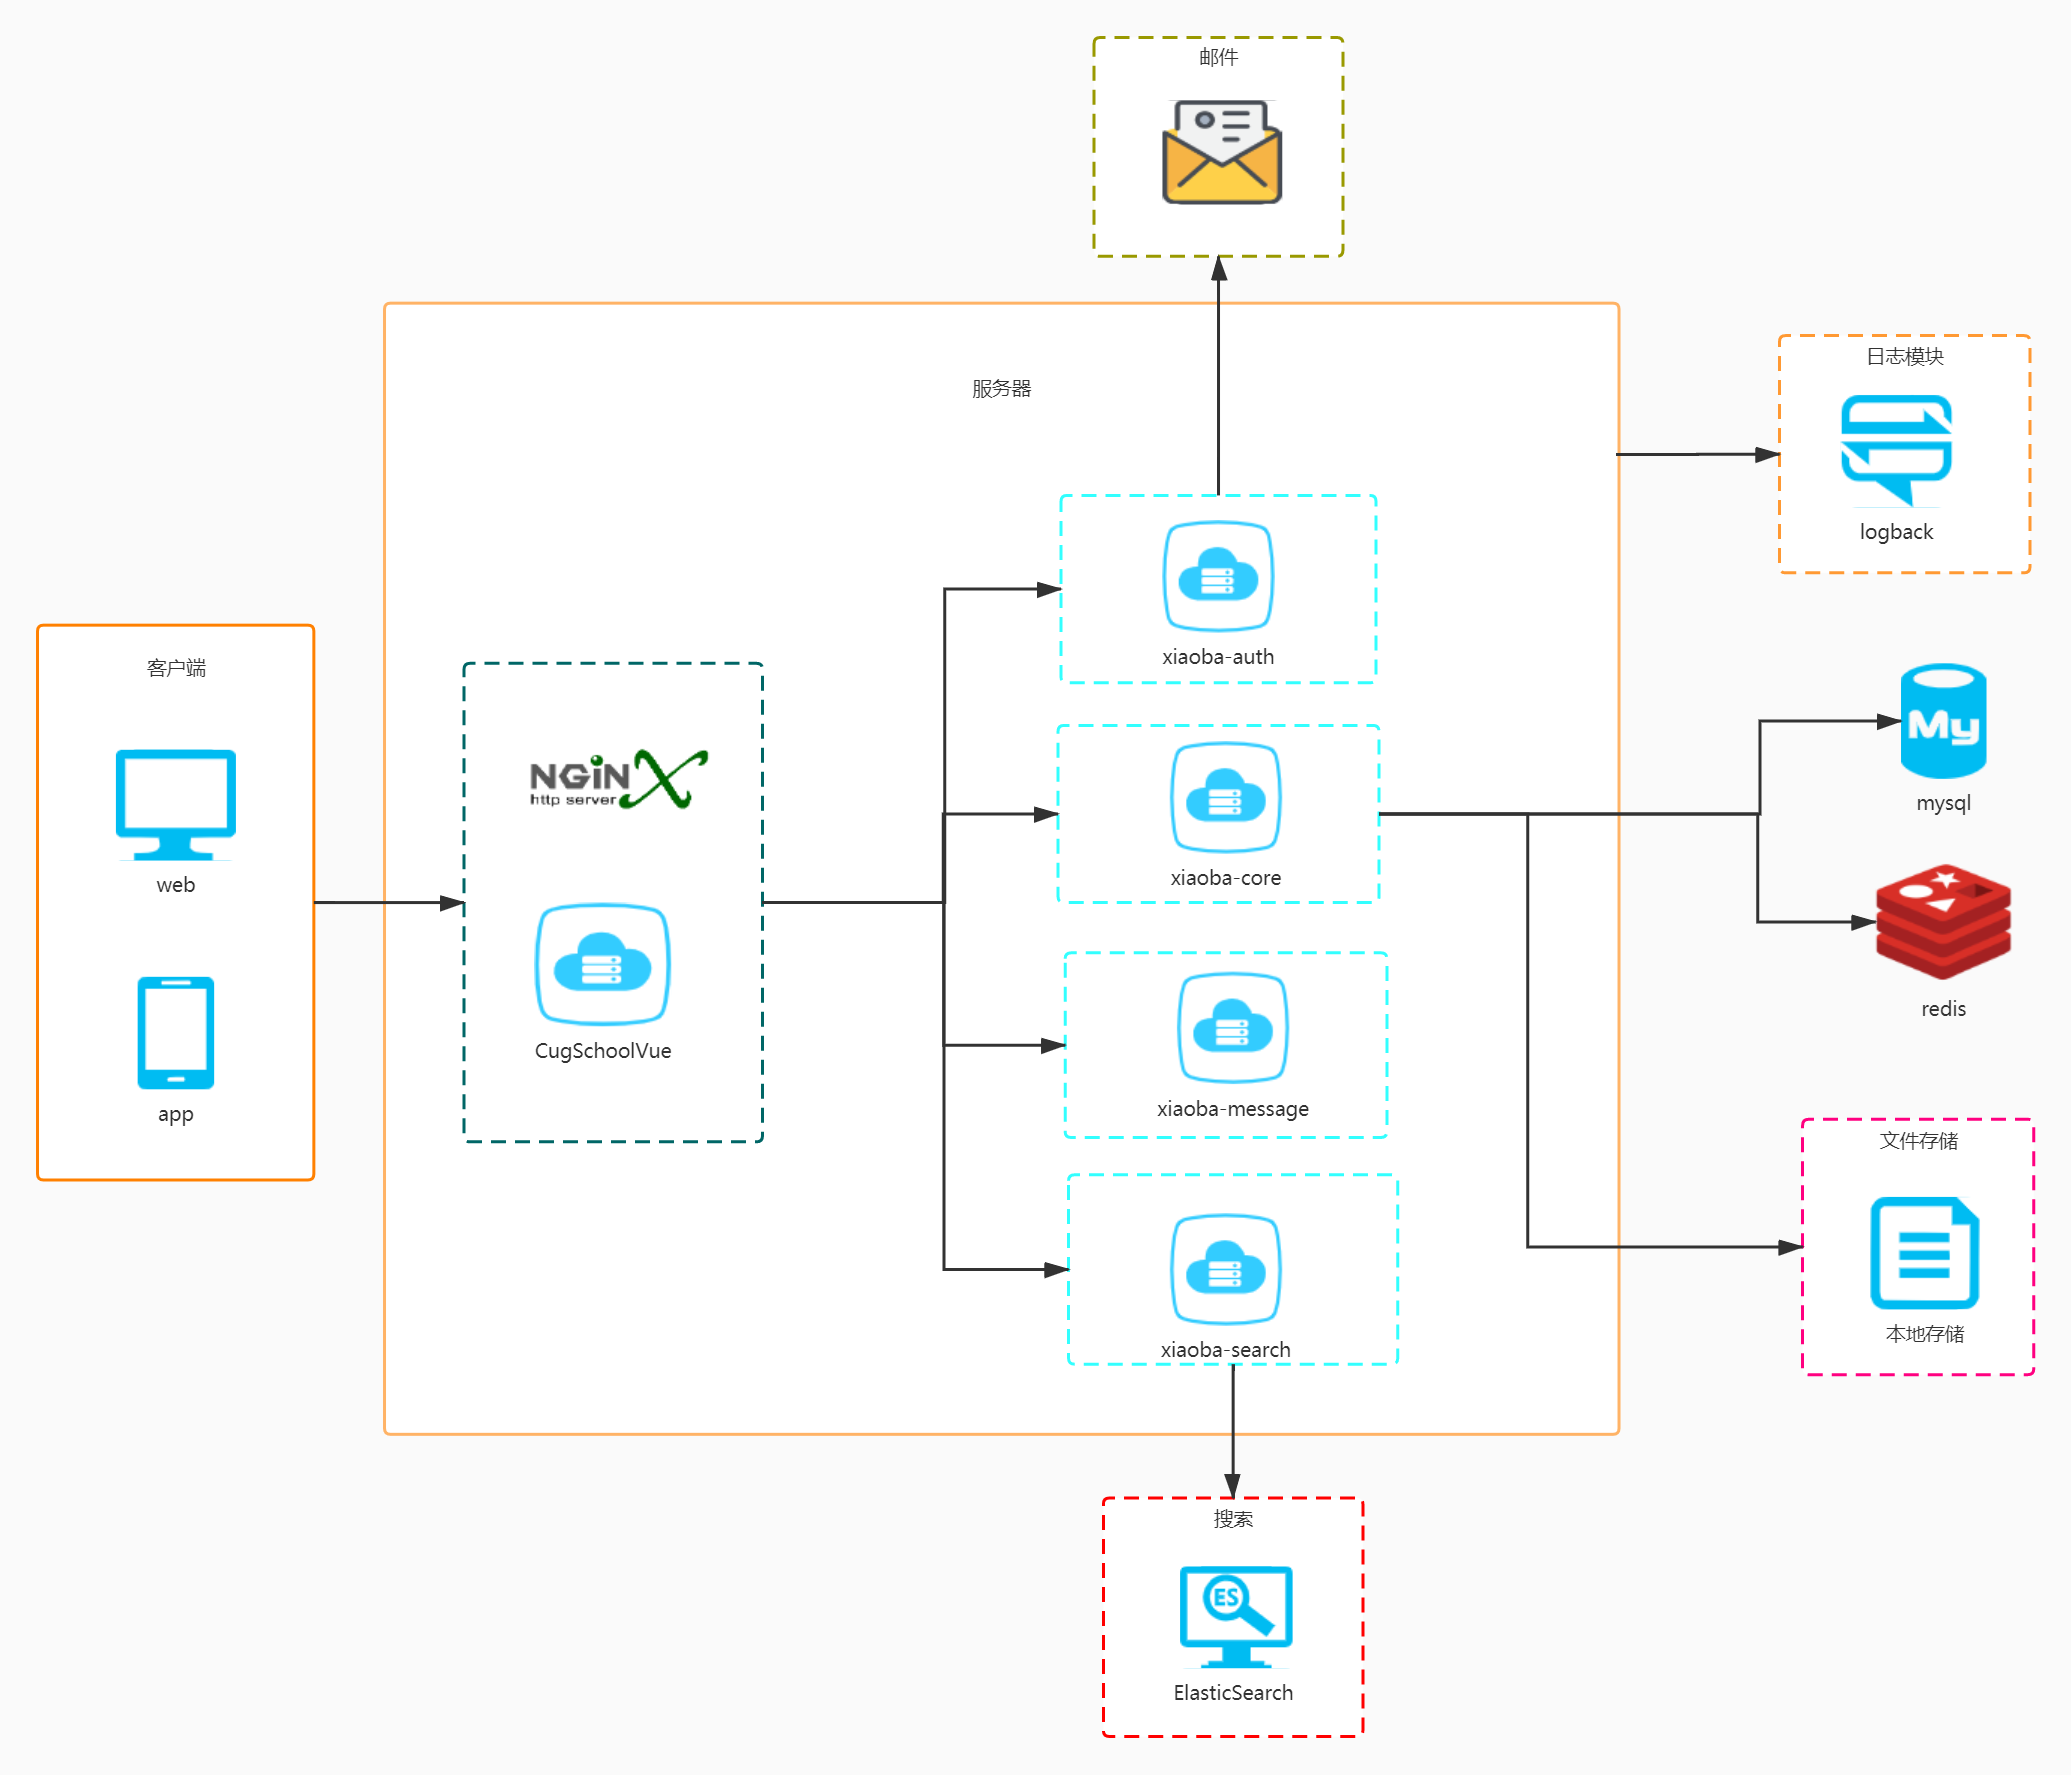 邮件
服务器
日志模块
logback
客户端
web
app
NGiNX
http server
CugSchoolVue
xiaoba-auth
xiaoba-core
xiaoba-message
xiaoba-search
My
mysql
redis
文件存储
本地存储
搜索
ES
ElasticSearch